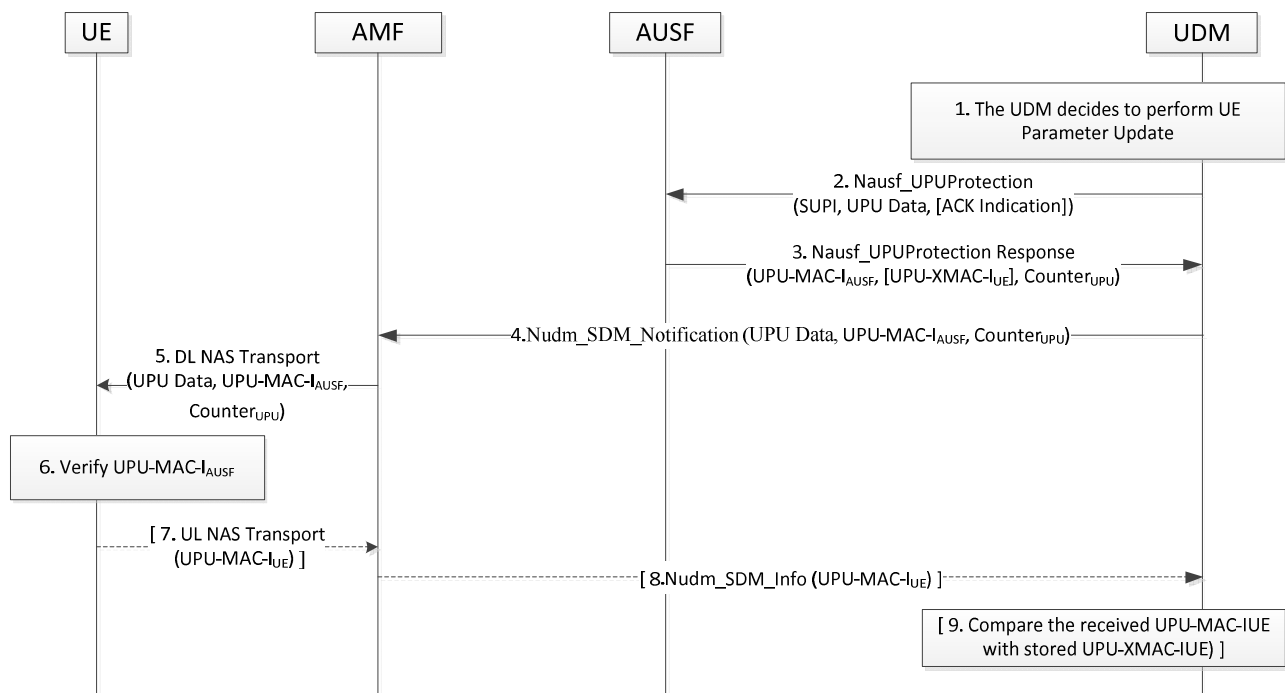 UE
AMF
AUSF
UDM
1. The UDM decides to perform UE
Parameter Update
2. Nausf_UPUProtection
(SUPI, UPU Data, [ACK Indication])
3. Nausf_UPUProtection Response
(UPU-MAC-IAUSF, [UPU-XMAC-IUE], CounterUPU)
4.Nudm_SDM_Notification (UPU Data, UPU-MAC-IAUSF, CounterUPU)
5. DL NAS Transport
(UPU Data, UPU-MAC-IAUSF,
CounterUPU)
6. Verify UPU-MAC-IAUSF
[ 7. UL NAS Transport
(UPU-MAC-IUE) ]
[ 8.Nudm_SDM_Info (UPU-MAC-IUE) ]
[ 9. Compare the received UPU-MAC-IUE
with stored UPU-XMAC-IUE) ]